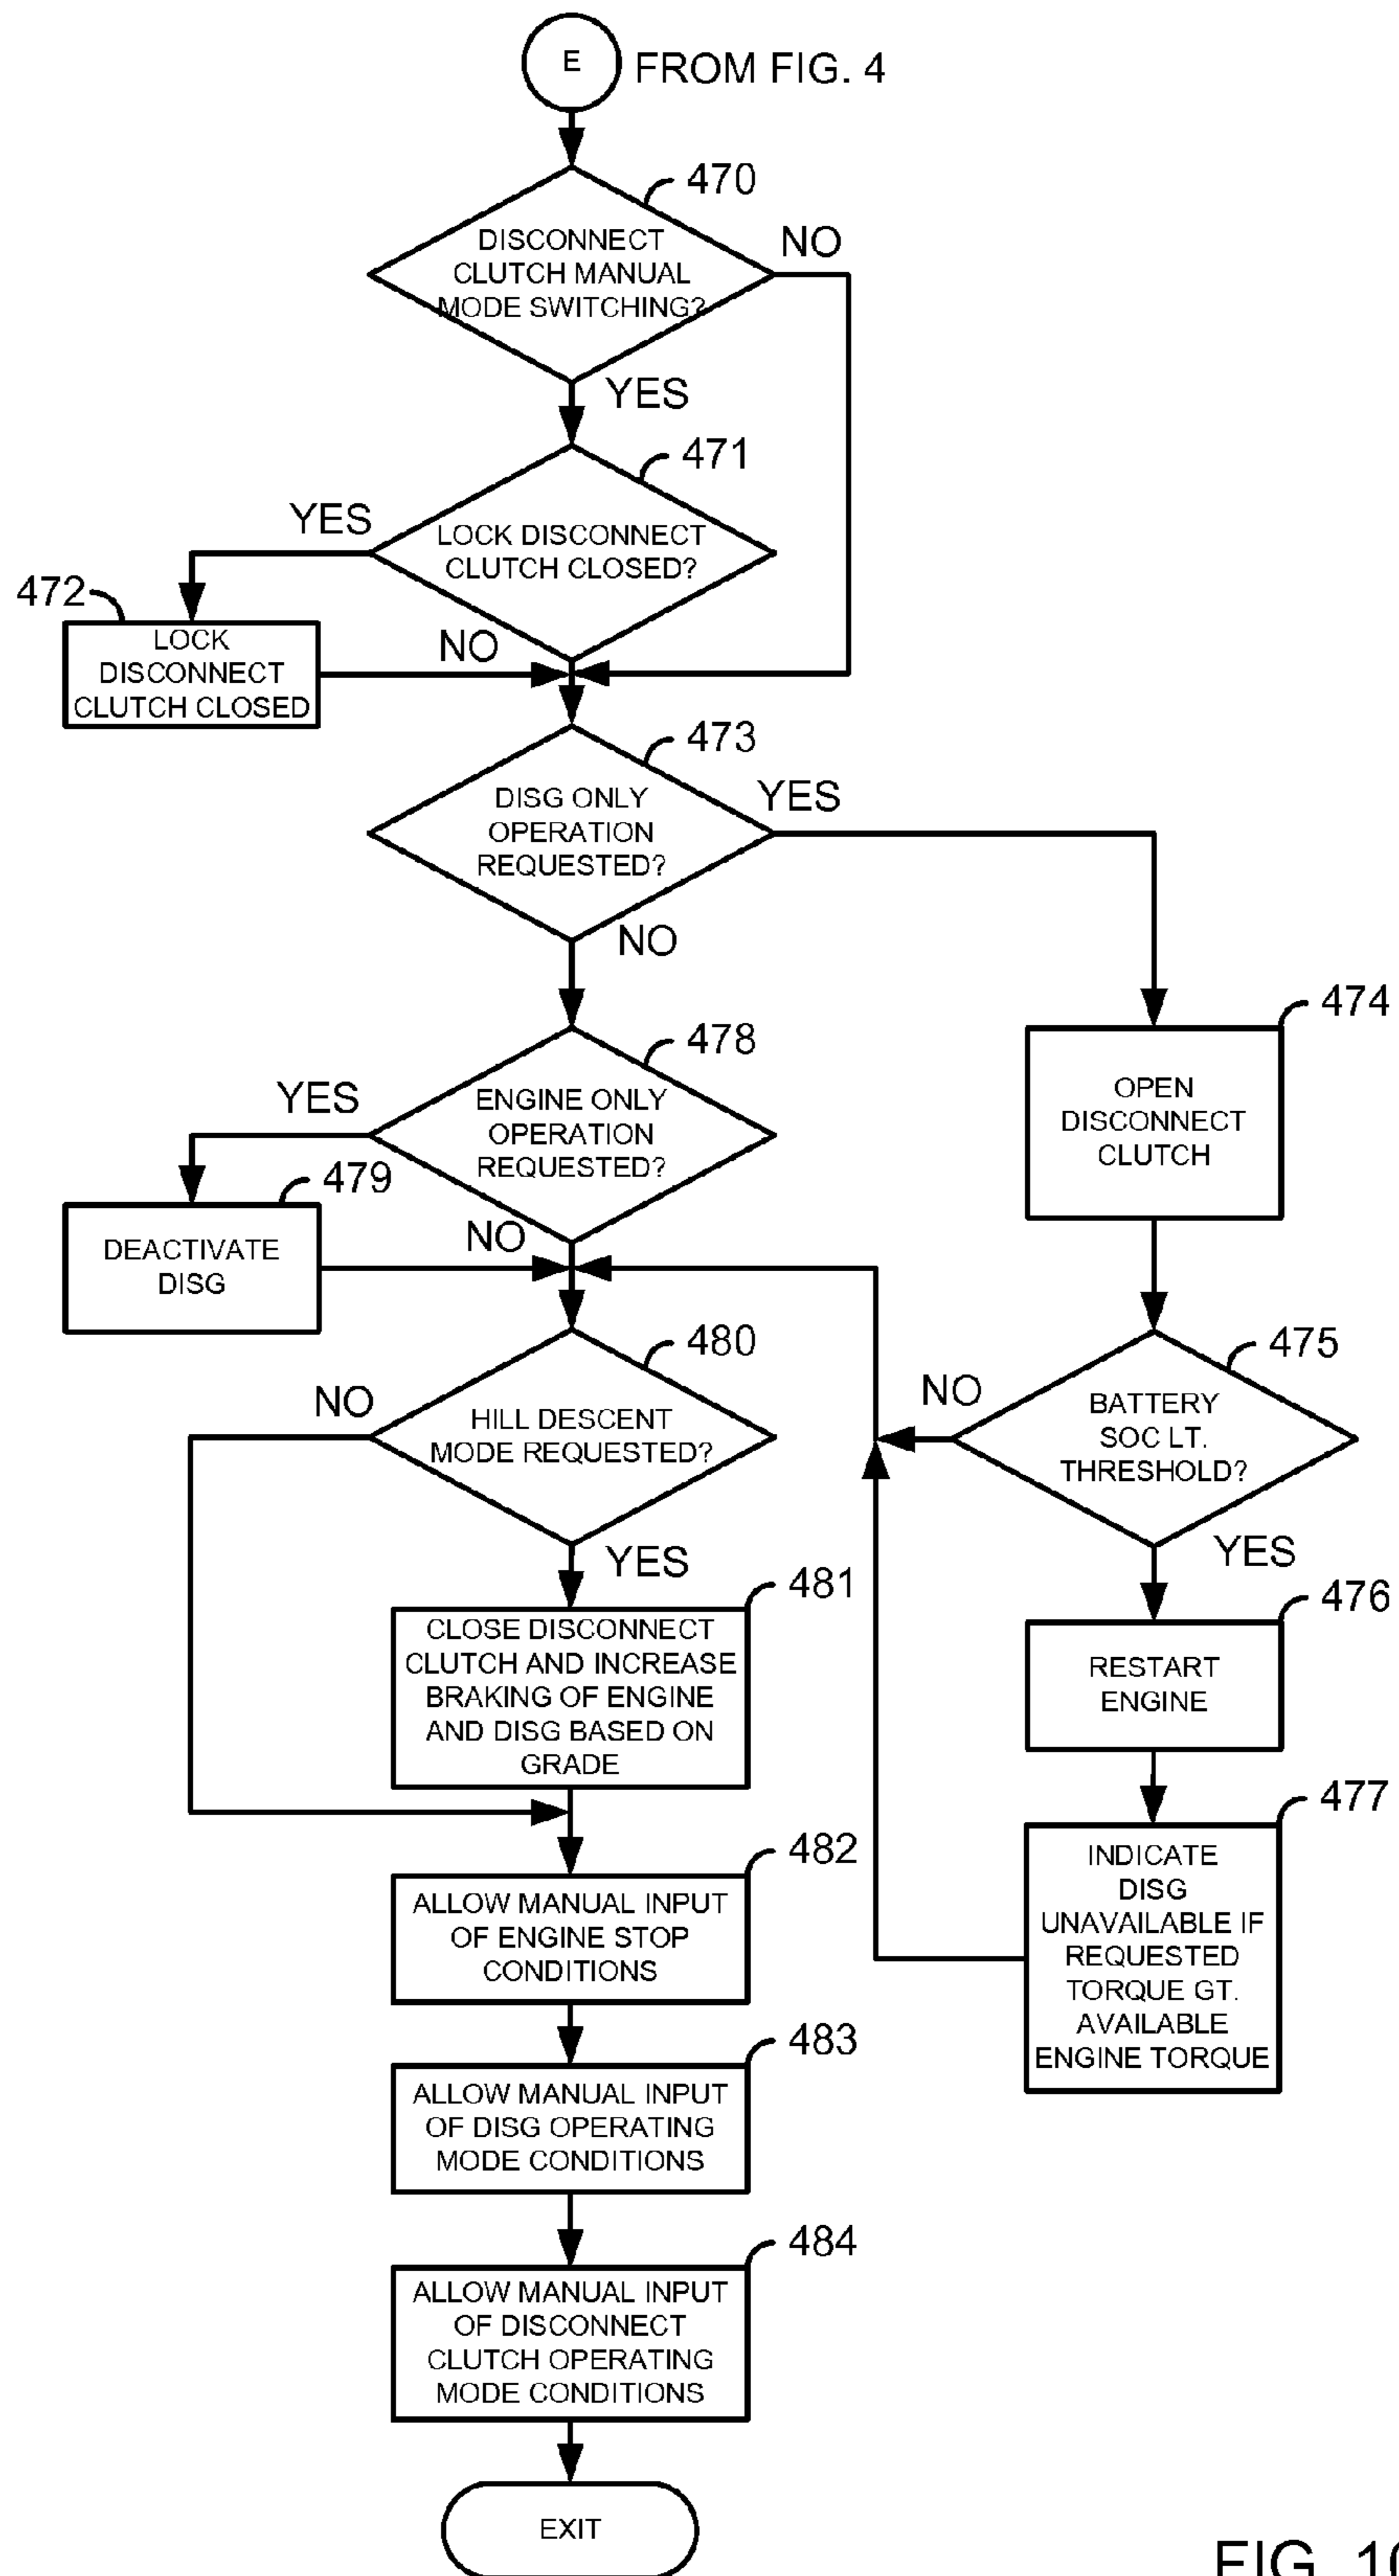 E
FROM FIG. 4
470
DISCONNECT
CLUTCH MANUAL
MODE SWITCHING?
NO
YES
471
LOCK DISCONNECT
CLUTCH CLOSED?
YES
472
LOCK
DISCONNECT
CLUTCH CLOSED
NO
473
DISG ONLY
OPERATION
REQUESTED?
YES
NO
474
OPEN
DISCONNECT
CLUTCH
478
ENGINE ONLY
OPERATION
REQUESTED?
YES
479
DEACTIVATE
DISG
NO
475
BATTERY
SOC LT.
THRESHOLD?
NO
YES
480
HILL DESCENT
MODE REQUESTED?
NO
YES
476
RESTART
ENGINE
481
CLOSE DISCONNECT
CLUTCH AND INCREASE
BRAKING OF ENGINE
AND DISG BASED ON
GRADE
477
INDICATE
DISG
UNAVAILABLE IF
REQUESTED
TORQUE GT.
AVAILABLE
ENGINE TORQUE
482
ALLOW MANUAL INPUT
OF ENGINE STOP
CONDITIONS
483
ALLOW MANUAL INPUT
OF DISG OPERATING
MODE CONDITIONS
484
ALLOW MANUAL INPUT
OF DISCONNECT
CLUTCH OPERATING
MODE CONDITIONS
EXIT
FIG. 10